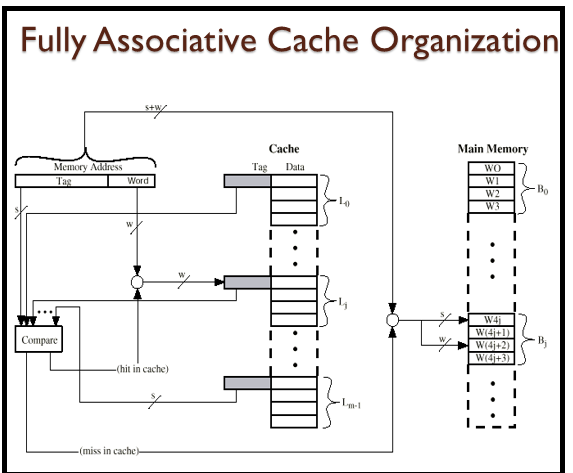 Fully Associative Cache Organization
s+w
Cache
Main Memory
Memory Address
Tag Data
Tag Word
W0
W1
W2
W3
B0
s
L0
w
w
Lj
s
W4j
W(4j+1)
w
W(4j+2)
W(4j+3)
Bj
Compare
(hit in cache)
s
Lm-1
(miss in cache)